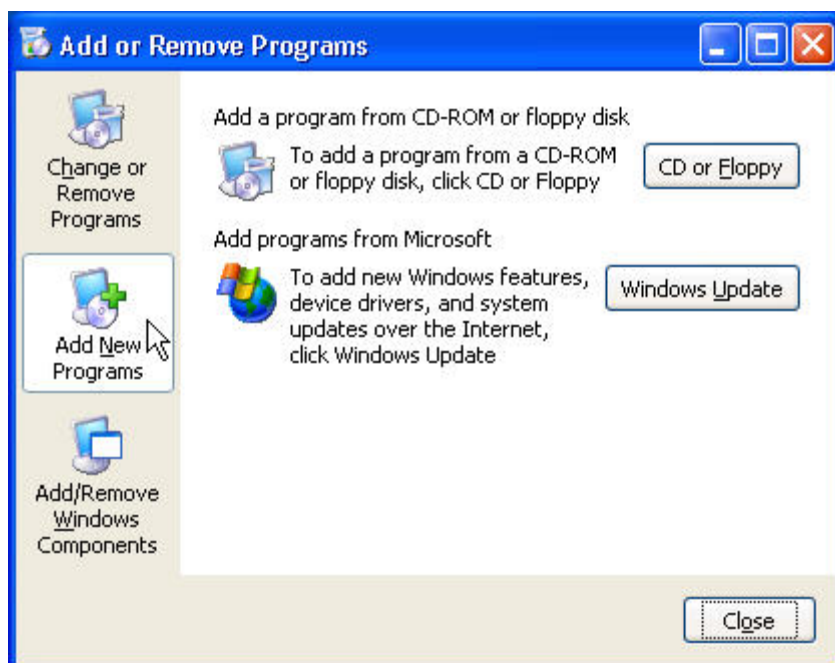 Add or Remove Programs
Change or
Remove
Programs
Add New
Programs
Add/Remove
Windows
Components
Add a program from CD-ROM or floppy disk
To add a program from a CD-ROM
or floppy disk, click CD or Floppy
CD or Floppy
Add programs from Microsoft
To add new Windows features,
device drivers, and system
updates over the Internet,
click Windows Update
Windows Update
Close